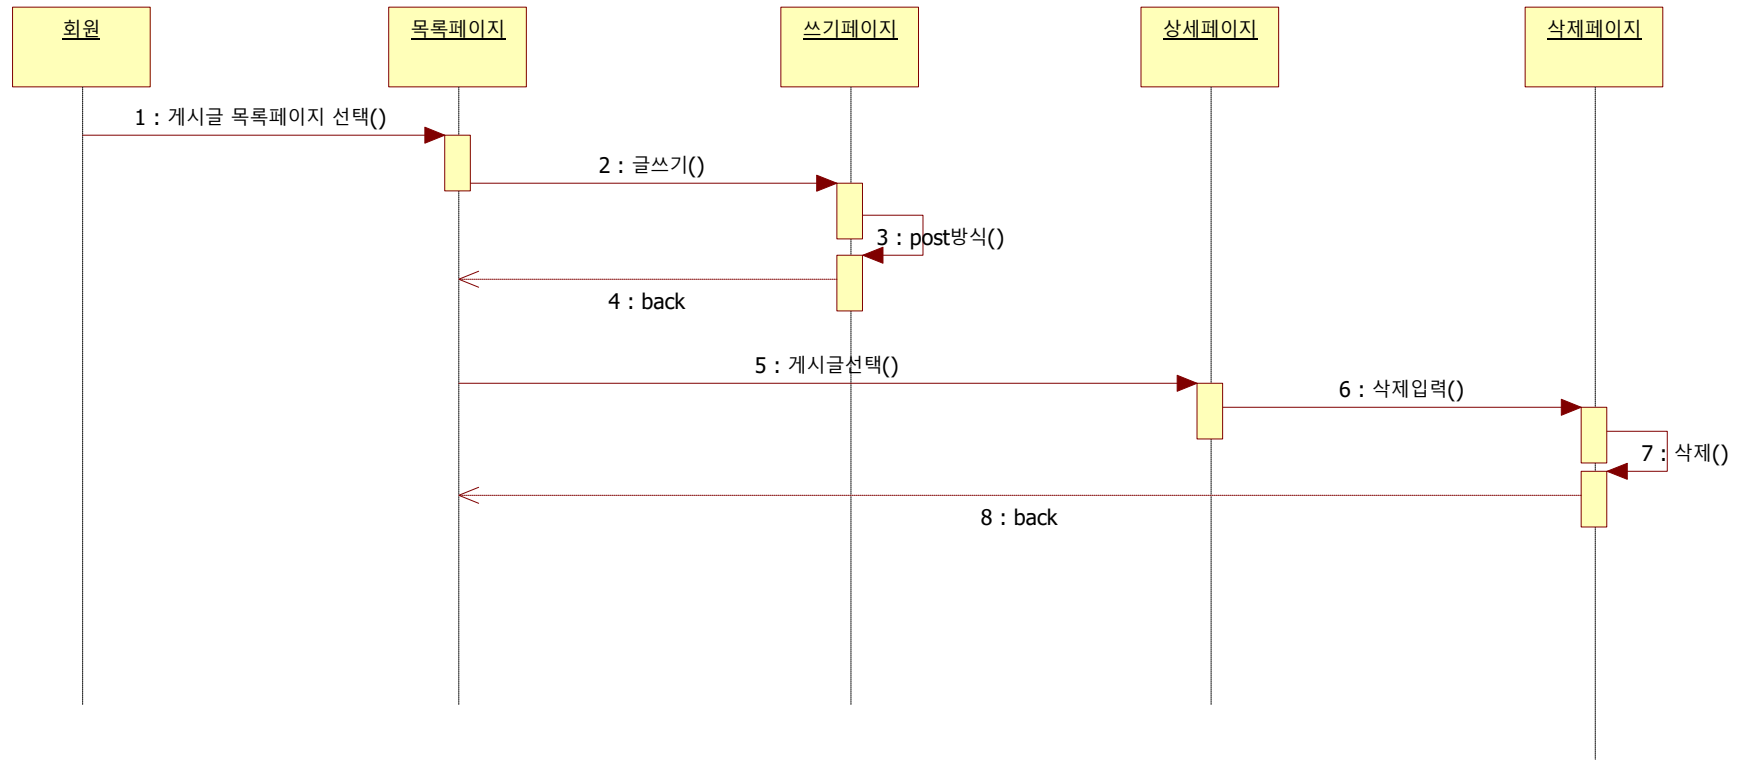 회원
목록페이지
쓰기페이지
상세페이지
삭제페이지
1 : 게시글 목록페이지 선택()
2 : 글쓰기()
3 : post방식()
4 : back
5 : 게시글선택()
6 : 삭제입력()
7 : 삭제()
8 : back